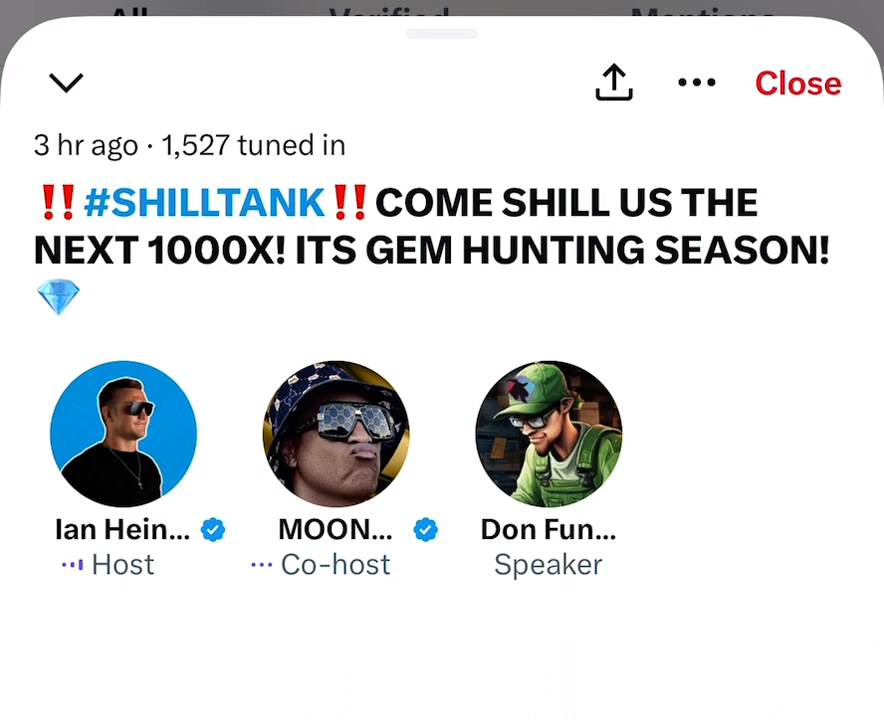 All Verified Mentions
Close
3 hr ago · 1,527 tuned in
‼️#SHILLTANK‼️COME SHILL US THE
NEXT 1000X! ITS GEM HUNTING SEASON!
💎
Ian Hein... MOON... Don Fun...
Host Co-host Speaker